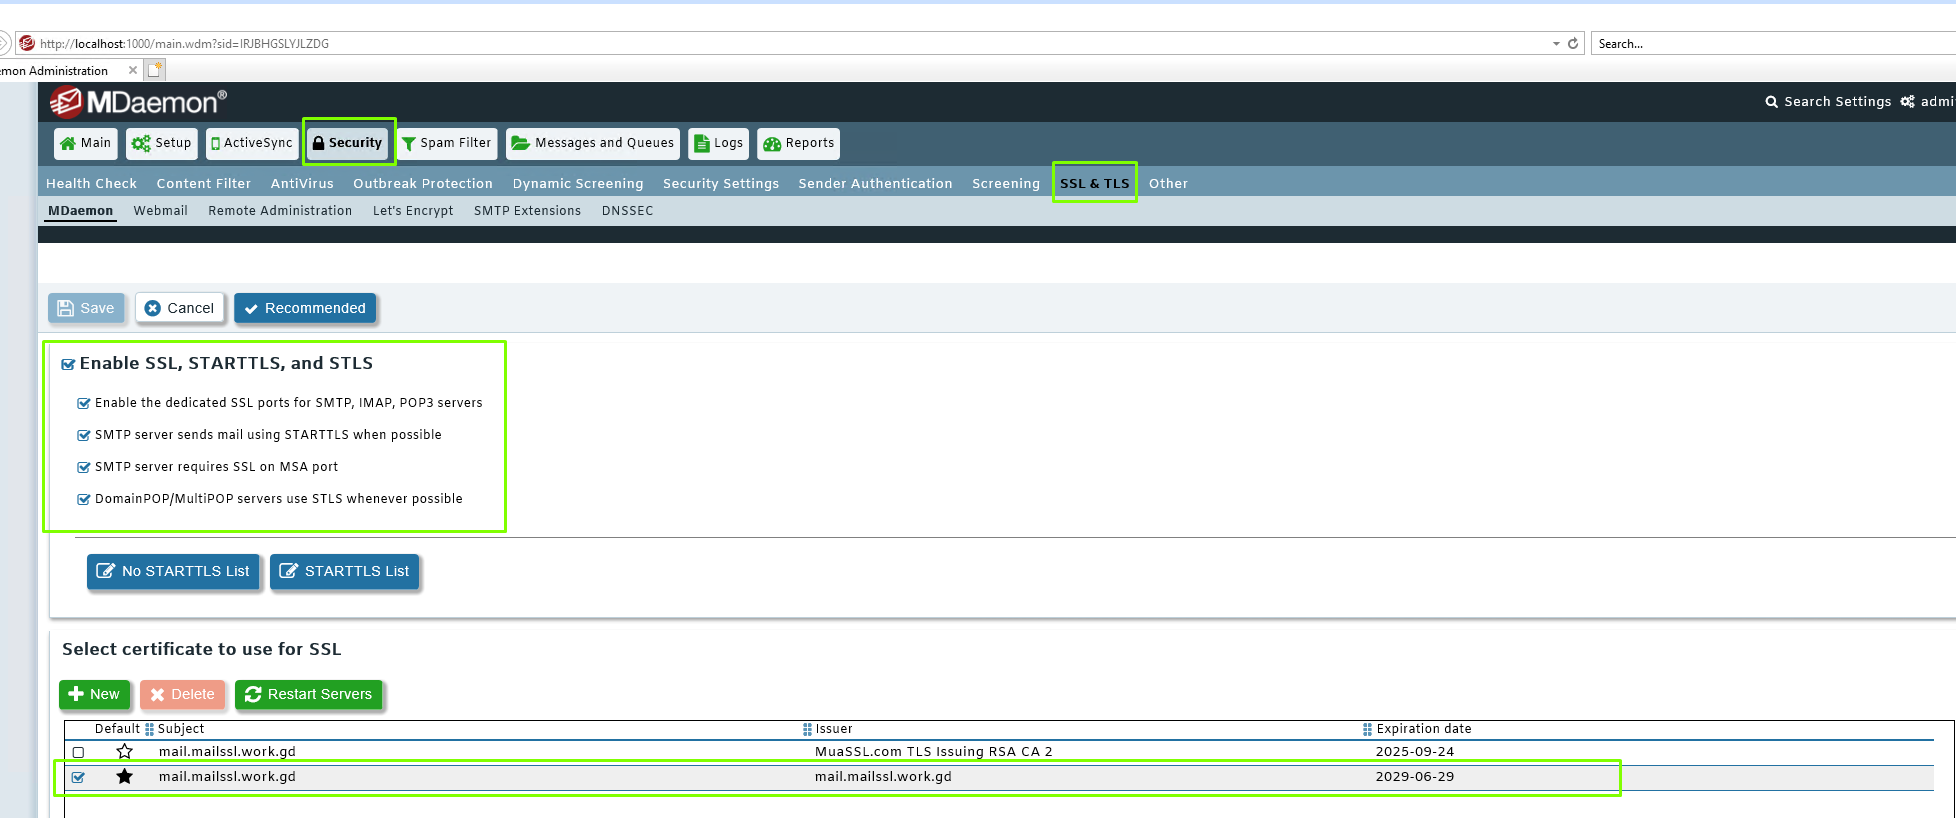 http://localhost:1000/main.wdm?sid=IRJBHGSLYJLZDG
Search...
emon Administration
MDaemon®
Search Settings
admi
Main Setup ActiveSync Security Spam Filter Messages and Queues Logs Reports
Health Check Content Filter AntiVirus Outbreak Protection Dynamic Screening Security Settings Sender Authentication Screening SSL & TLS Other
MDaemon Webmail Remote Administration Let's Encrypt SMTP Extensions DNSSEC
Save Cancel Recommended
Enable SSL, STARTTLS, and STLS
Enable the dedicated SSL ports for SMTP, IMAP, POP3 servers
SMTP server sends mail using STARTTLS when possible
SMTP server requires SSL on MSA port
DomainPOP/MultiPOP servers use STLS whenever possible
No STARTTLS List STARTTLS List
Select certificate to use for SSL
New Delete Restart Servers
Default Subject Issuer Expiration date
mail.mailssl.work.gd MuaSSL.com TLS Issuing RSA CA 2 2025-09-24
mail.mailssl.work.gd mail.mailssl.work.gd 2029-06-29